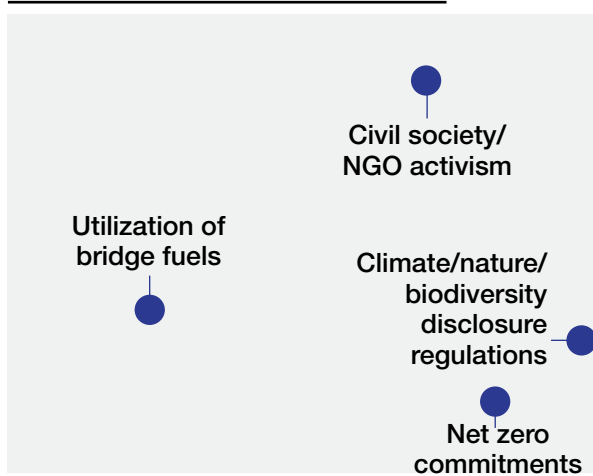 Civil society/
NGO activism
Utilization of
bridge fuels
Climate/nature/
biodiversity
disclosure
regulations
Net zero
commitments